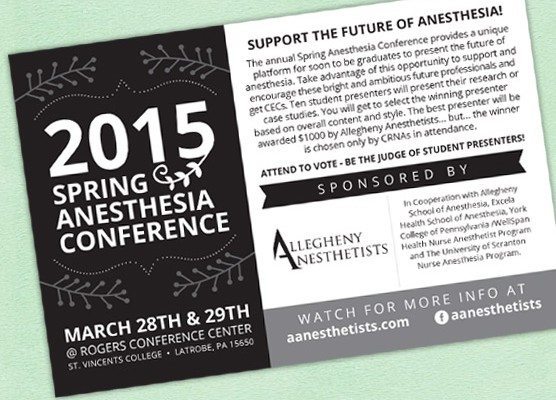 2015
SPRING
ANESTHESIA
CONFERENCE
MARCH 28TH & 29TH
@ ROGERS CONFERENCE CENTER
ST. VINCENTS COLLEGE • LATROBE, PA 15650
SUPPORT THE FUTURE OF ANESTHESIA!
The annual Spring Anesthesia Conference provides a unique
platform for soon to be graduates to present the future of
anesthesia. Take advantage of this opportunity to support and
encourage these bright and ambitious future professionals and
get CECs. Ten student presenters will present their research or
case studies. You will get to select the winning presenter
based on overall content and style. The best presenter will be
awarded $1000 by Allegheny Anesthetists... but... the winner
is chosen only by CRNAs in attendance.
ATTEND TO VOTE - BE THE JUDGE OF STUDENT PRESENTERS!
SPONSORED BY
ALLEGHENY
ANESTHETISTS
In Cooperation with Allegheny
School of Anesthesia, Excela
Health School of Anesthesia, York
College of Pennsylvania /WellSpan
Health Nurse Anesthetist Program
and The University of Scranton
Nurse Anesthesia Program.
WATCH FOR MORE INFO AT
aanesthetists.com f aanesthetists